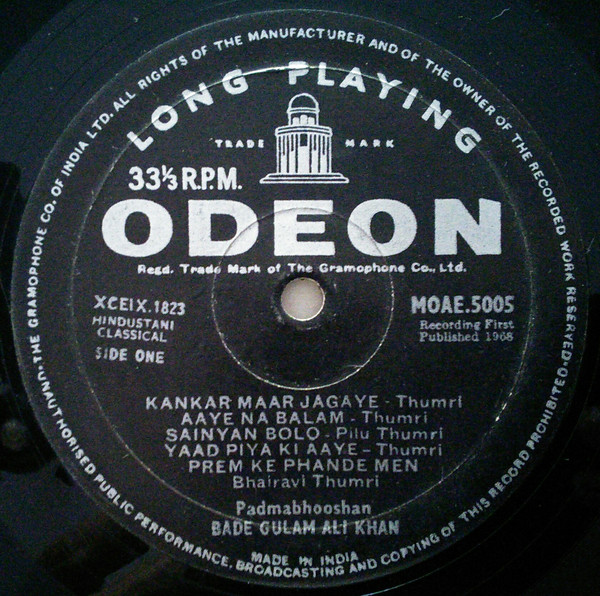 THE GRAMOPHONE CO. OF INDIA LTD. ALL RIGHTS OF THE MANUFACTURER AND OF THE OWNER OF THE RECORDED WORK RESERVED·
UNAUTHORISED PUBLIC PERFORMANCE, BROADCASTING AND COPYING OF THIS RECORD PROHIBITED·
LONG PLAYING
TRADE MARK
33⅓ R.P.M.
ODEON
Regd. Trade Mark of The Gramophone Co., Ltd.
XCEIX.1823
HINDUSTANI
CLASSICAL
SIDE ONE
MOAE.5005
Recording First
Published 1968
KANKAR MAAR JAGAYE - Thumri
AAYE NA BALAM - Thumri
SAINYAN BOLO - Pilu Thumri
YAAD PIYA KI AAYE - Thumri
PREM KE PHANDE MEN
Bhairavi Thumri
Padmabhooshan
BADE GULAM ALI KHAN
MADE IN INDIA